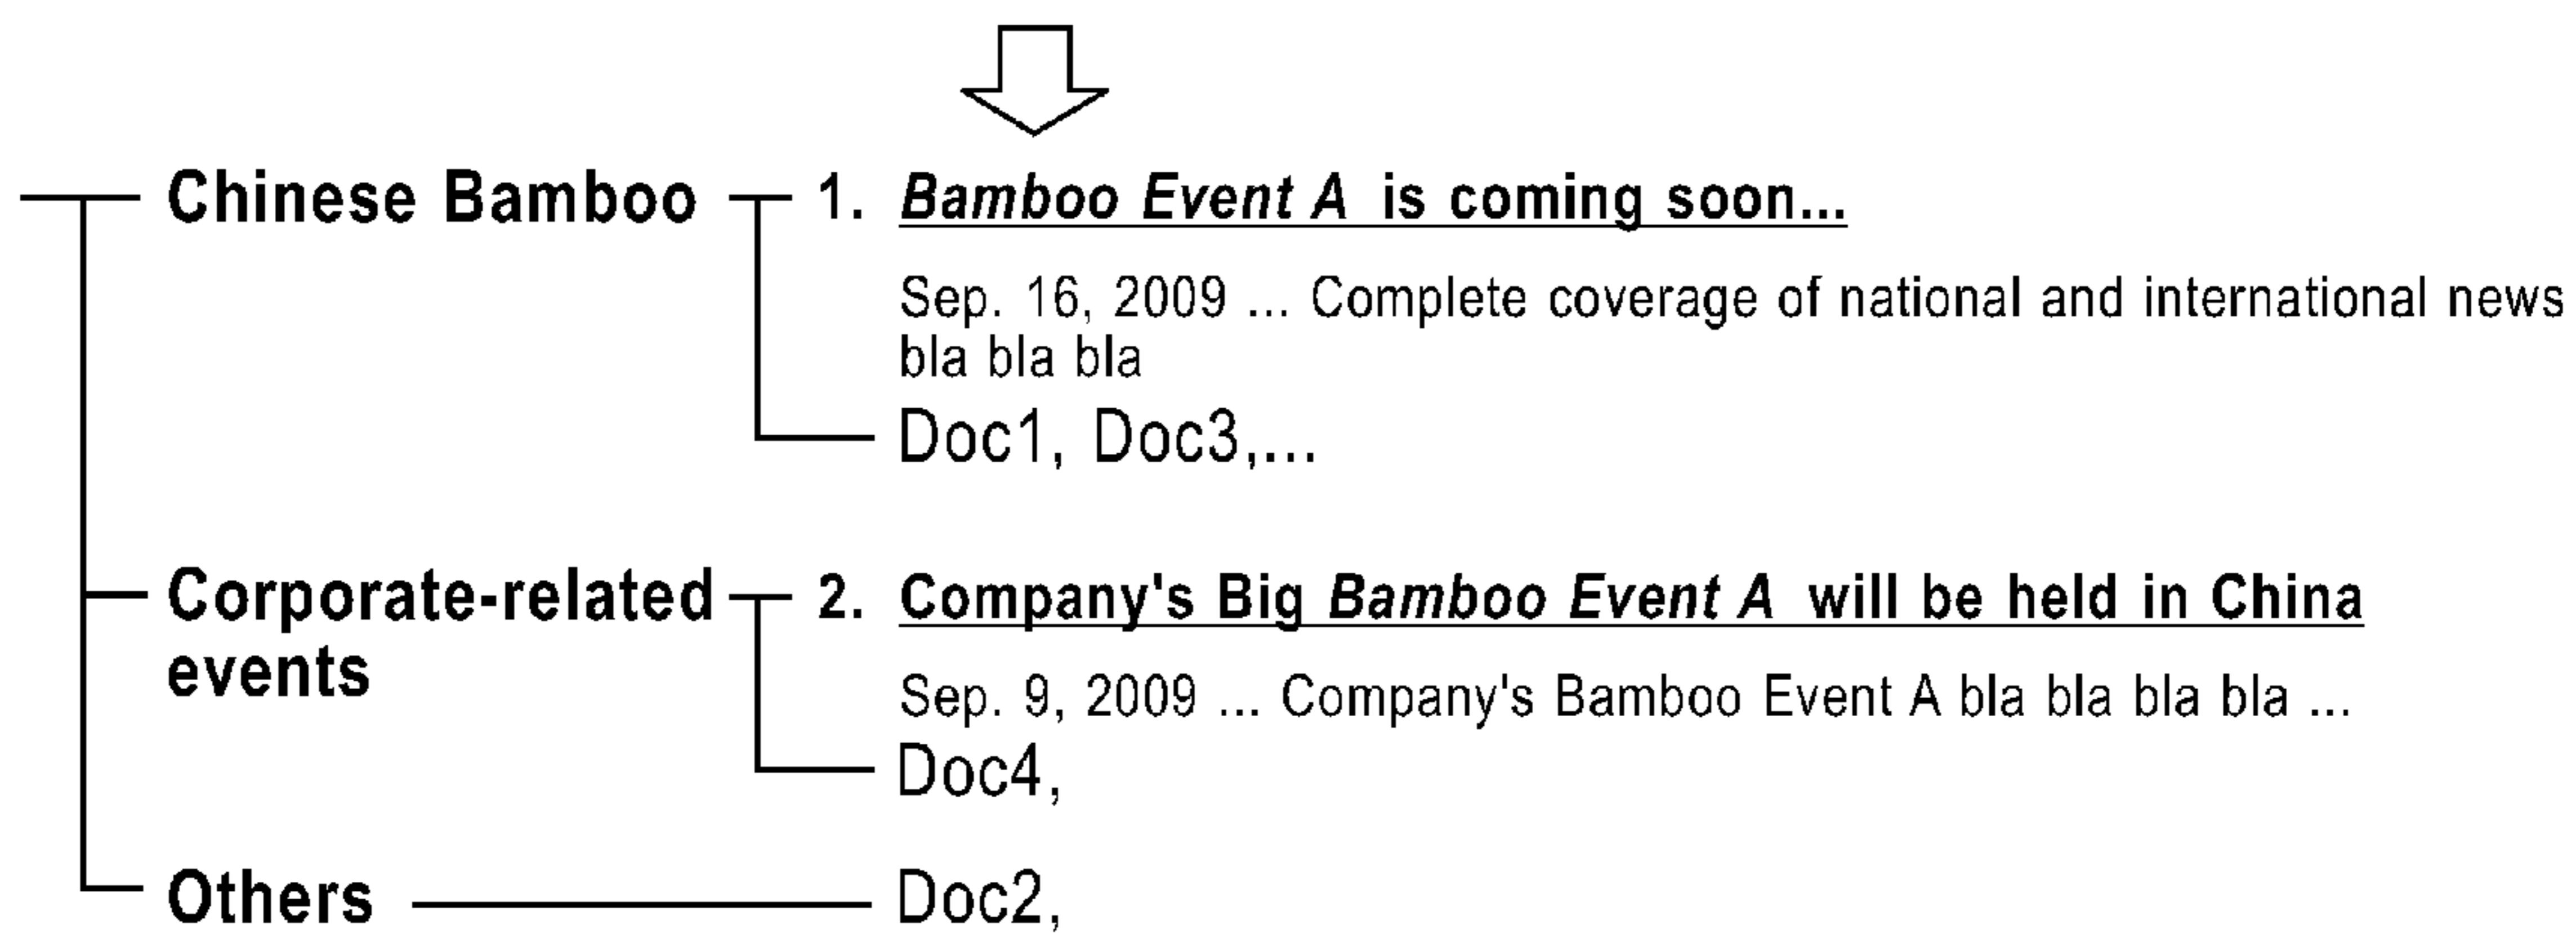 Chinese Bamboo
1. Bamboo Event A is coming soon...
Sep. 16, 2009 ... Complete coverage of national and international news
bla bla bla
Doc1, Doc3,...
Corporate-related
events
2. Company's Big Bamboo Event A will be held in China
Sep. 9, 2009 ... Company's Bamboo Event A bla bla bla bla ...
Doc4,
Others
Doc2,